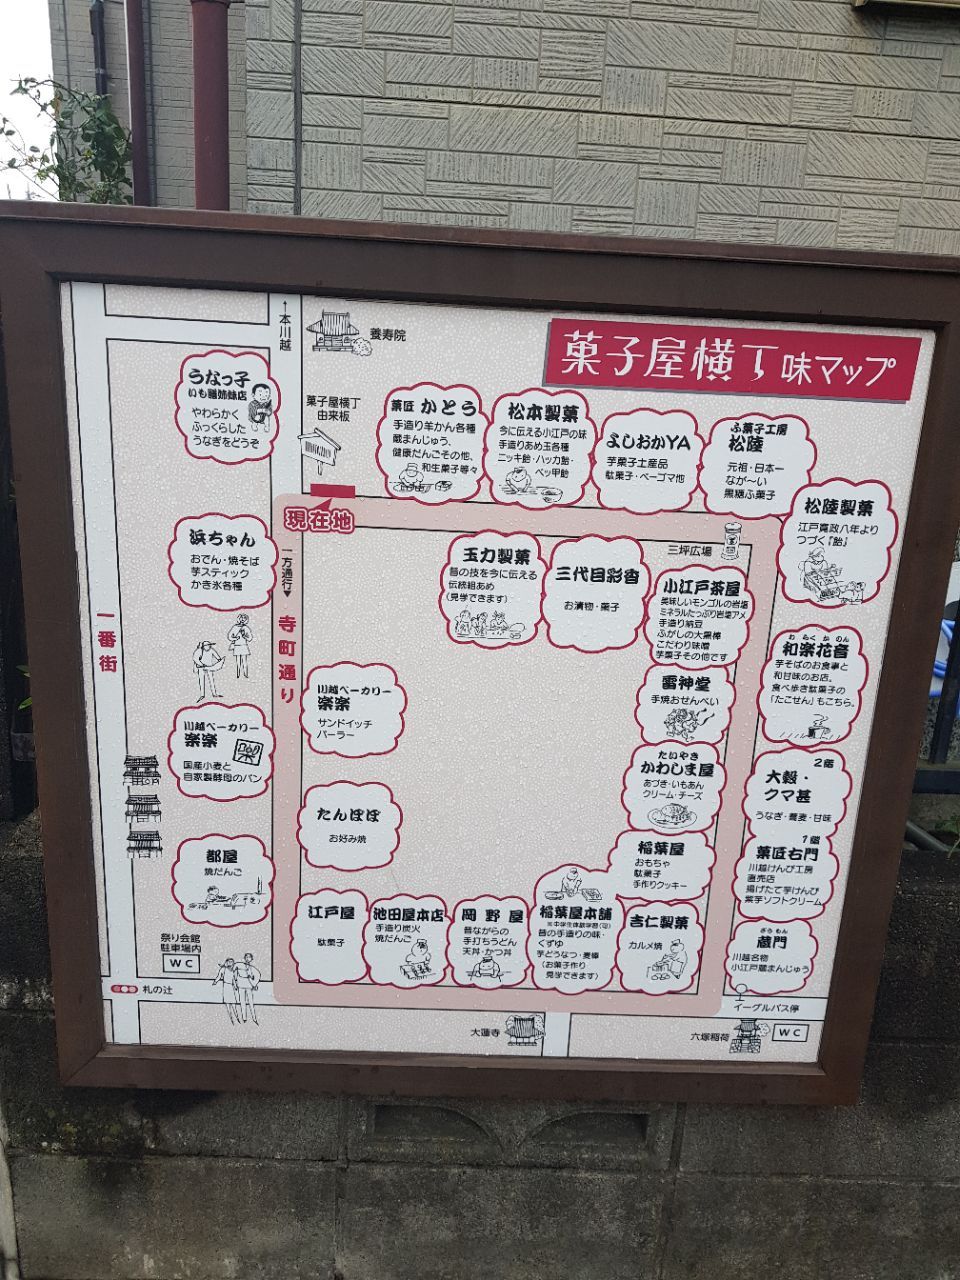 菓子屋横丁味マップ
↑本川越
養寿院
菓子屋横丁
由来板
現在地
一方通行
寺町通り
一番街
うなっ子
いも膳姉妹店
やわらかく
ふっくらした
うなぎをどうぞ
浜ちゃん
おでん・焼そば
芋スティック
かき氷各種
川越ベーカリー
楽楽
国産小麦と
自家製酵母のパン
都屋
焼だんご
祭り会館
駐車場内
WC
札の辻
菓匠 かとう
手造り羊かん各種
蔵まんじゅう、
健康だんごその他、
和生菓子等々
松本製菓
今に伝える小江戸の味
手造りあめ玉各種
ニッキ飴・ハッカ飴・
ベッ甲飴
よしおかYA
芋菓子土産品
駄菓子・ベーゴマ他
ふ菓子工房
松陸
元祖・日本一
なが〜い
黒糖ふ菓子
松陸製菓
江戸寛政八年より
つづく『飴』
三坪広場
玉力製菓
昔の技を今に伝える
伝統組あめ
(見学できます)
三代目彩香
お漬物・菓子
小江戸茶屋
美味しいモンゴルの岩塩
ミネラルたっぷり岩塩アメ
手造り納豆
ふがしの大黒棒
こだわり味噌
芋菓子その他です
わ らく か のん
和楽花音
芋そばのお食事と
和甘味のお店。
食べ歩き駄菓子の
「たこせん」もこちら。
雷神堂
手焼おせんべい
たいやき
かわしま屋
あづき・いもあん
クリーム・チーズ
川越ベーカリー
楽楽
サンドイッチ
パーラー
2階
大穀・
クマ甚
うなぎ・蕎麦・甘味
1階
菓匠右門
川越けんぴ工房
直売店
揚げたて芋けんぴ
紫芋ソフトクリーム
たんぽぽ
お好み焼
稲葉屋
おもちゃ
駄菓子
手作りクッキー
江戸屋
駄菓子
池田屋本店
手造り炭火
焼だんご
岡野屋
昔ながらの
手打ちうどん
天丼・かつ丼
稲葉屋本舗
昔の手造りの味・
くずゆ
芋どうなつ・麦棒
(お菓子作り
見学できます)
吉仁製菓
カルメ焼
蔵門
川越名物
小江戸蔵まんじゅう
イーグルバス停
大蓮寺
六塚稲荷
WC